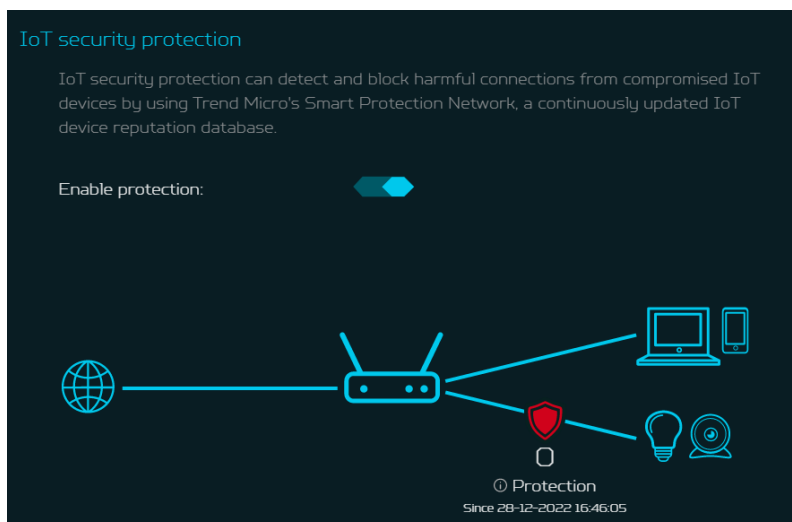 IoT security protection
IoT security protection can detect and block harmful connections from compromised IoT
devices by using Trend Micro's Smart Protection Network, a continuously updated IoT
device reputation database.
Enable protection:
0
Protection
Since 28-12-2022 16:46:05